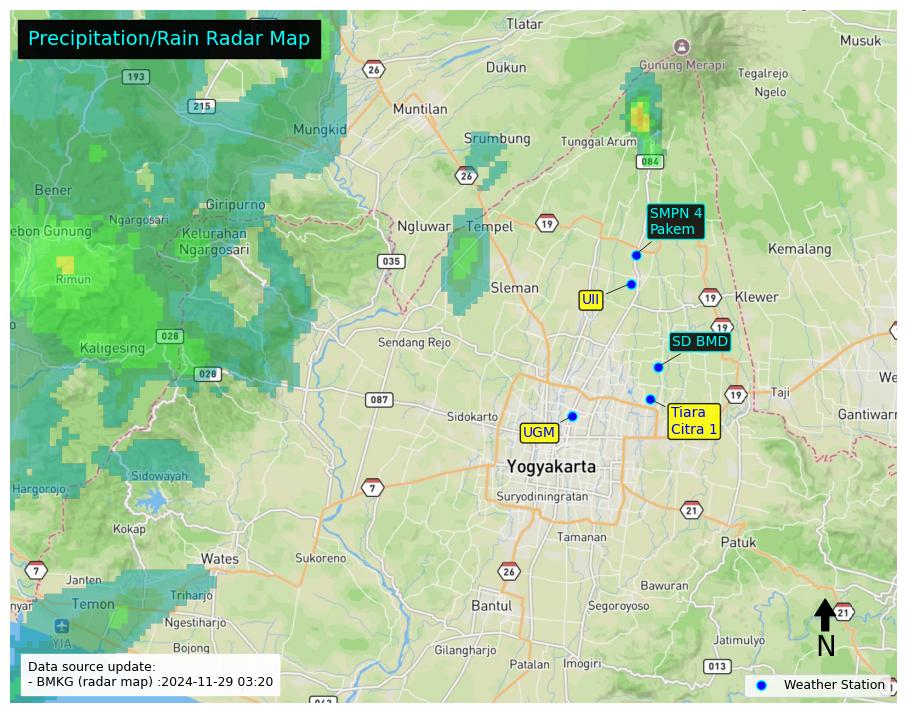 Precipitation/Rain Radar Map
Tlatar
Musuk
26
193
Dukun
Gunung Merapi
Tegalrejo
Ngelo
215
Muntilan
Mungkid
Srumbung
Tunggal Arum
084
26
Bener
Giripurno
Ngargosari
SMPN 4
Pakem
ebon Gunung
Kelurahan
Ngargosari
Ngluwar
Tempel
19
Kemalang
035
Rimun
Sleman
UII
19
Klewer
19
028
Kaligesing
Sendang Rejo
SD BMD
028
We
087
19
Taji
Sidokarto
Tiara
Citra 1
Gantiwarn
UGM
Yogyakarta
Sidowayah
Hargorojo
7
Suryodiningratan
21
Kokap
Tamanan
Patuk
Wates
Sukoreno
7
26
Janten
Bawuran
nyar
Temon
Triharjo
Bantul
Segoroyoso
21
YIA
Ngestiharjo
N
Bojong
Gilangharjo
Jatimulyo
Data source update:
- BMKG (radar map) :2024-11-29 03:20
Patalan
Imogiri
013
Weather Station